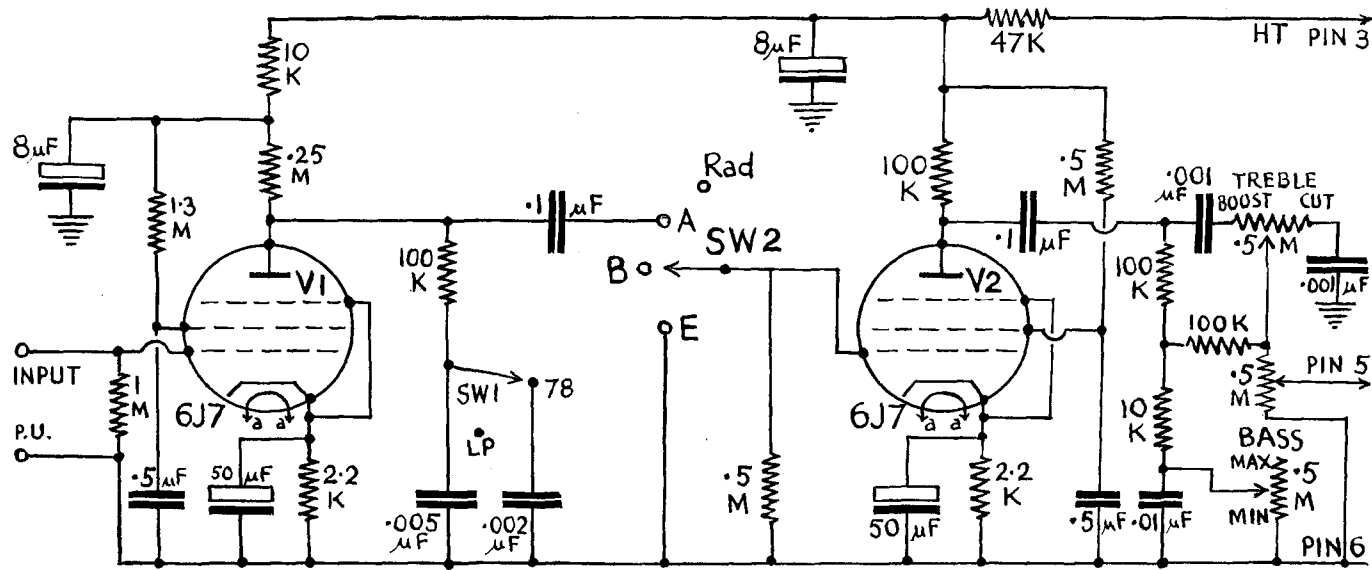 10 K
8µF
47K
HT PIN 3
8µF
.25 M
1.3 M
100 K
.5 M
Rad
.1 µF
A
SW2
B
E
V1
100 K
INPUT
1 M
P.U.
6J7
a a
SW1
78
LP
.5 µF
50 µF
2.2 K
.005 µF
.002 µF
.5 M
V2
6J7
a a
.1 µF
.001 µF
TREBLE
BOOST CUT
.5 M
.001 µF
100 K
100K
.5 M
PIN 5
10 K
BASS
MAX
.5 M
MIN
50 µF
2.2 K
.5 µF
.01 µF
PIN 6